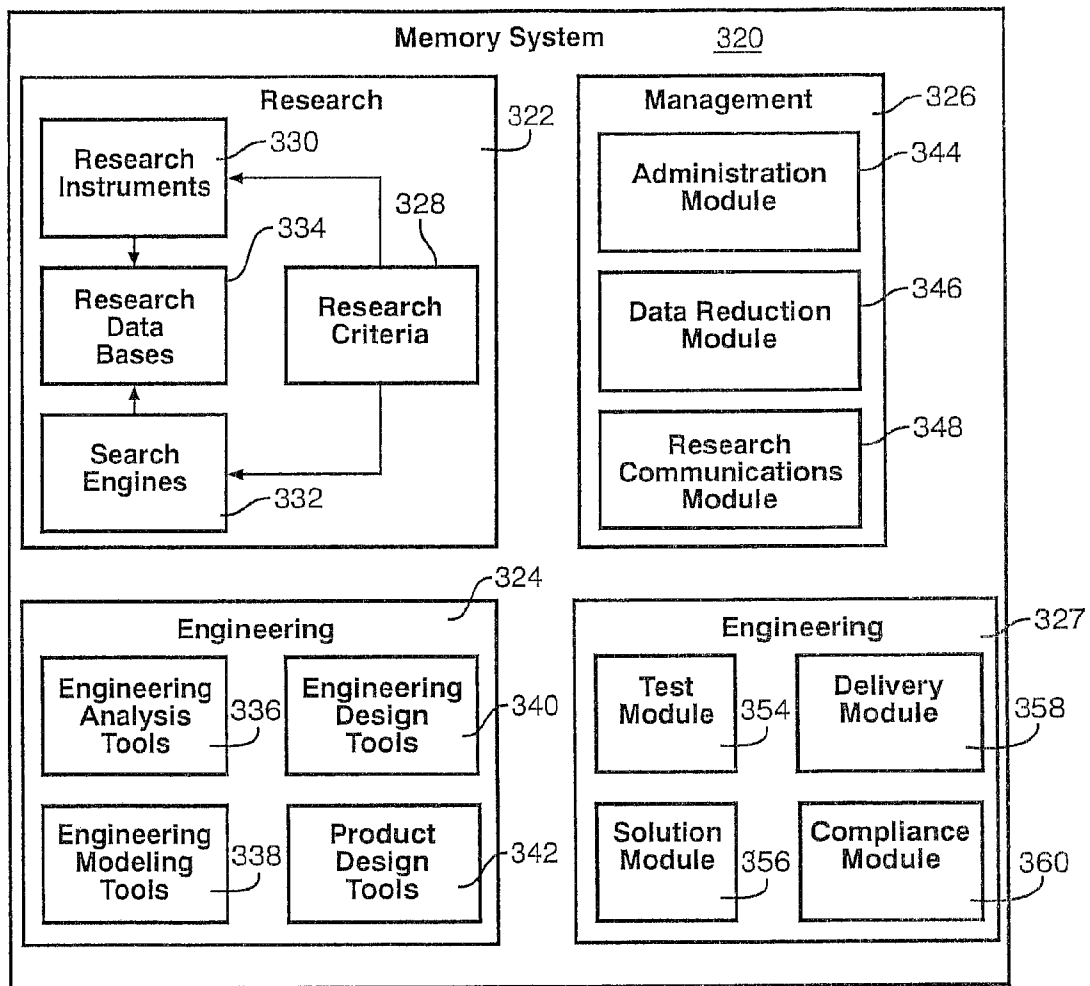 Memory System 320
Research
322
Research
Instruments
330
328
334
Research
Data
Bases
Research
Criteria
Search
Engines
332
Management
326
Administration
Module
344
Data Reduction
Module
346
Research
Communications
Module
348
324
Engineering
Engineering
Analysis
Tools
336
Engineering
Design
Tools
340
Engineering
Modeling
Tools
338
Product
Design
Tools
342
Engineering
327
Test
Module
354
Delivery
Module
358
Solution
Module
356
Compliance
Module
360